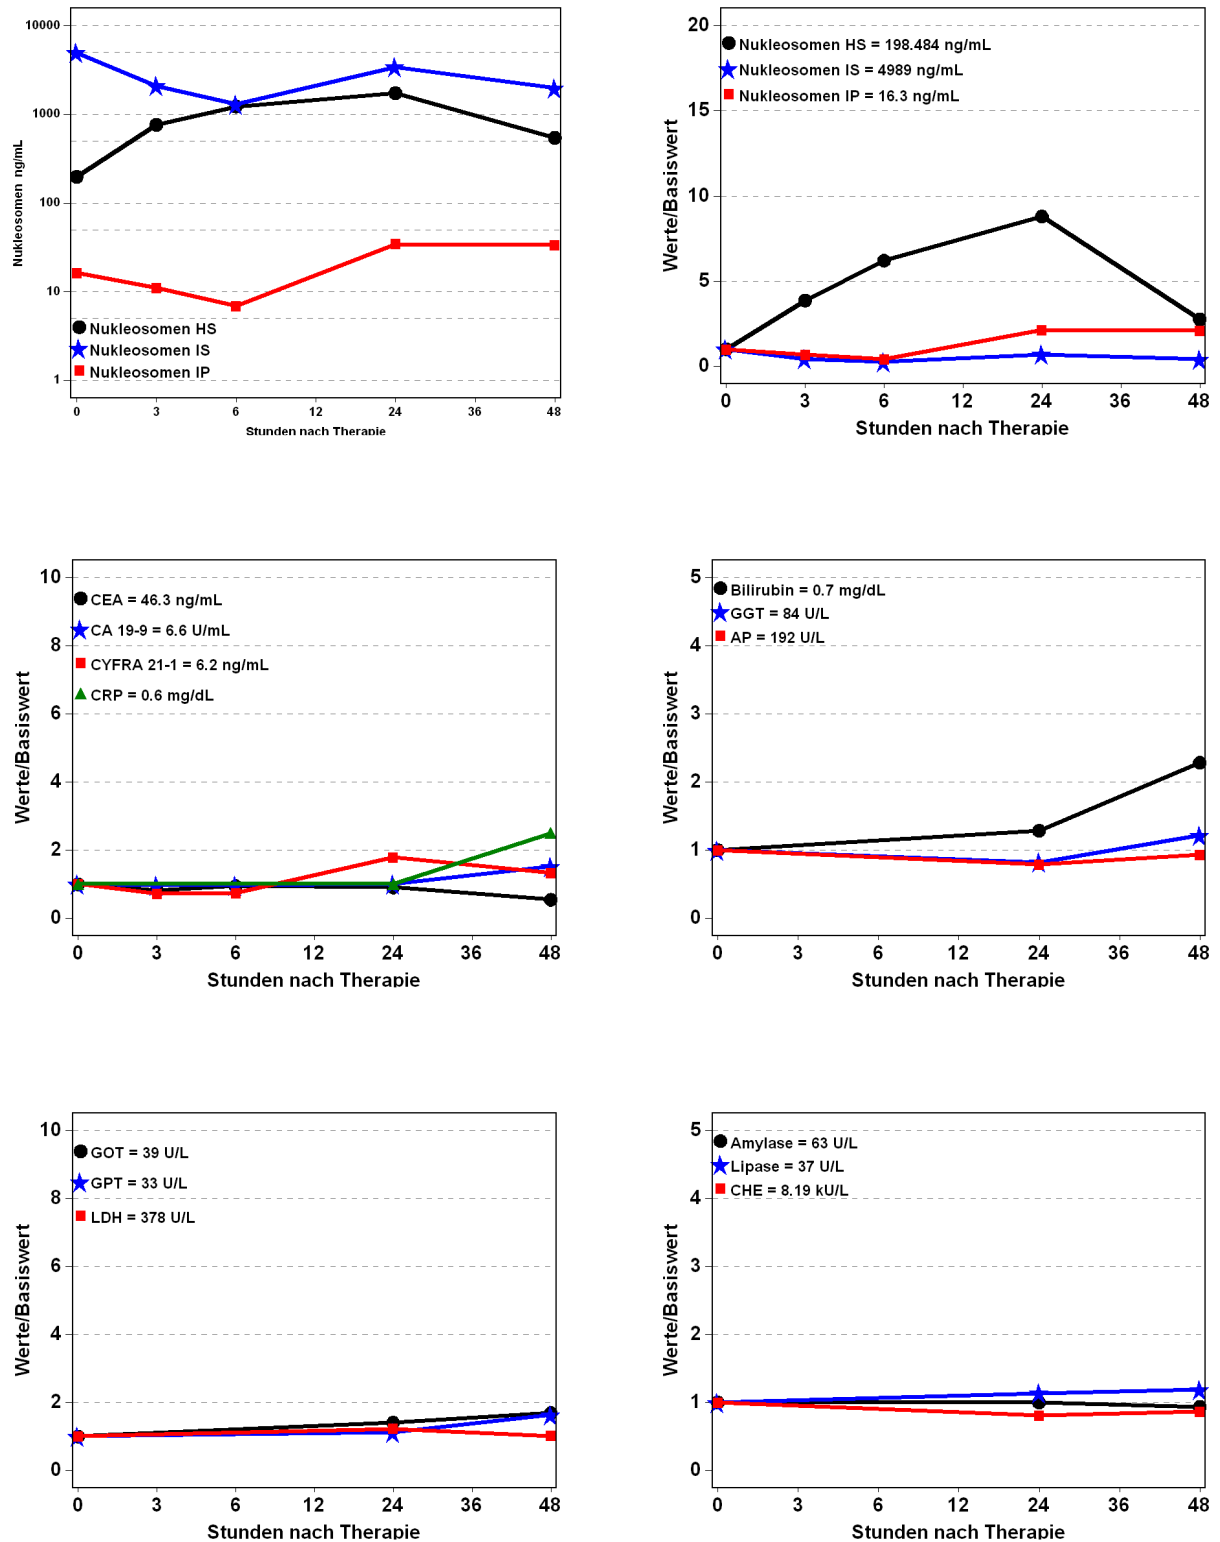 10000
1000
100
10
1
Nukleosomen ng/mL
Nukleosomen HS
Nukleosomen IS
Nukleosomen IP
0 3 6 12 24 36 48
Stunden nach Therapie
20
15
10
5
0
Werte/Basiswert
Nukleosomen HS = 198.484 ng/mL
Nukleosomen IS = 4989 ng/mL
Nukleosomen IP = 16.3 ng/mL
0 3 6 12 24 36 48
Stunden nach Therapie
10
8
6
4
2
0
Werte/Basiswert
CEA = 46.3 ng/mL
CA 19-9 = 6.6 U/mL
CYFRA 21-1 = 6.2 ng/mL
CRP = 0.6 mg/dL
0 3 6 12 24 36 48
Stunden nach Therapie
5
4
3
2
1
0
Werte/Basiswert
Bilirubin = 0.7 mg/dL
GGT = 84 U/L
AP = 192 U/L
0 3 6 12 24 36 48
Stunden nach Therapie
10
8
6
4
2
0
Werte/Basiswert
GOT = 39 U/L
GPT = 33 U/L
LDH = 378 U/L
0 3 6 12 24 36 48
Stunden nach Therapie
5
4
3
2
1
0
Werte/Basiswert
Amylase = 63 U/L
Lipase = 37 U/L
CHE = 8.19 kU/L
0 3 6 12 24 36 48
Stunden nach Therapie